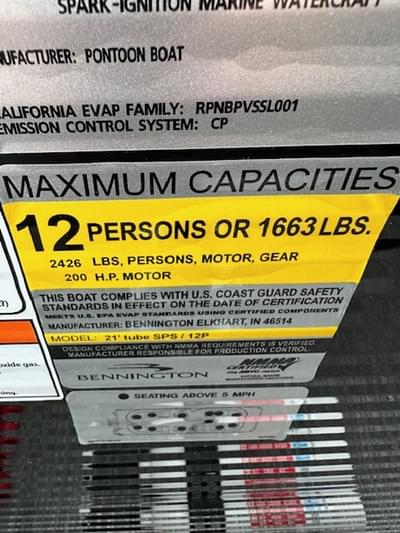 SPARK-IGNITION MARINE WATERCRAFT
UFACTURER: PONTOON BOAT
ALIFORNIA EVAP FAMILY: RPNBPVSSL001
EMISSION CONTROL SYSTEM: CP
MAXIMUM CAPACITIES
12 PERSONS OR 1663 LBS.
2426 LBS, PERSONS, MOTOR, GEAR
200 H.P. MOTOR
THIS BOAT COMPLIES WITH U.S. COAST GUARD SAFETY
STANDARDS IN EFFECT ON THE DATE OF CERTIFICATION
MEETS U.S. EPA EVAP STANDARDS USING CERTIFIED COMPONENTS
MANUFACTURER: BENNINGTON ELKHART, IN 46514
MODEL: 21' tube SPS / 12P
DESIGN COMPLIANCE WITH NMMA REQUIREMENTS IS VERIFIED.
MANUFACTURER RESPONSIBLE FOR PRODUCTION CONTROL.
BENNINGTON
NMMA
CERTIFIED
oxide gas.
SEATING ABOVE 5 MPH